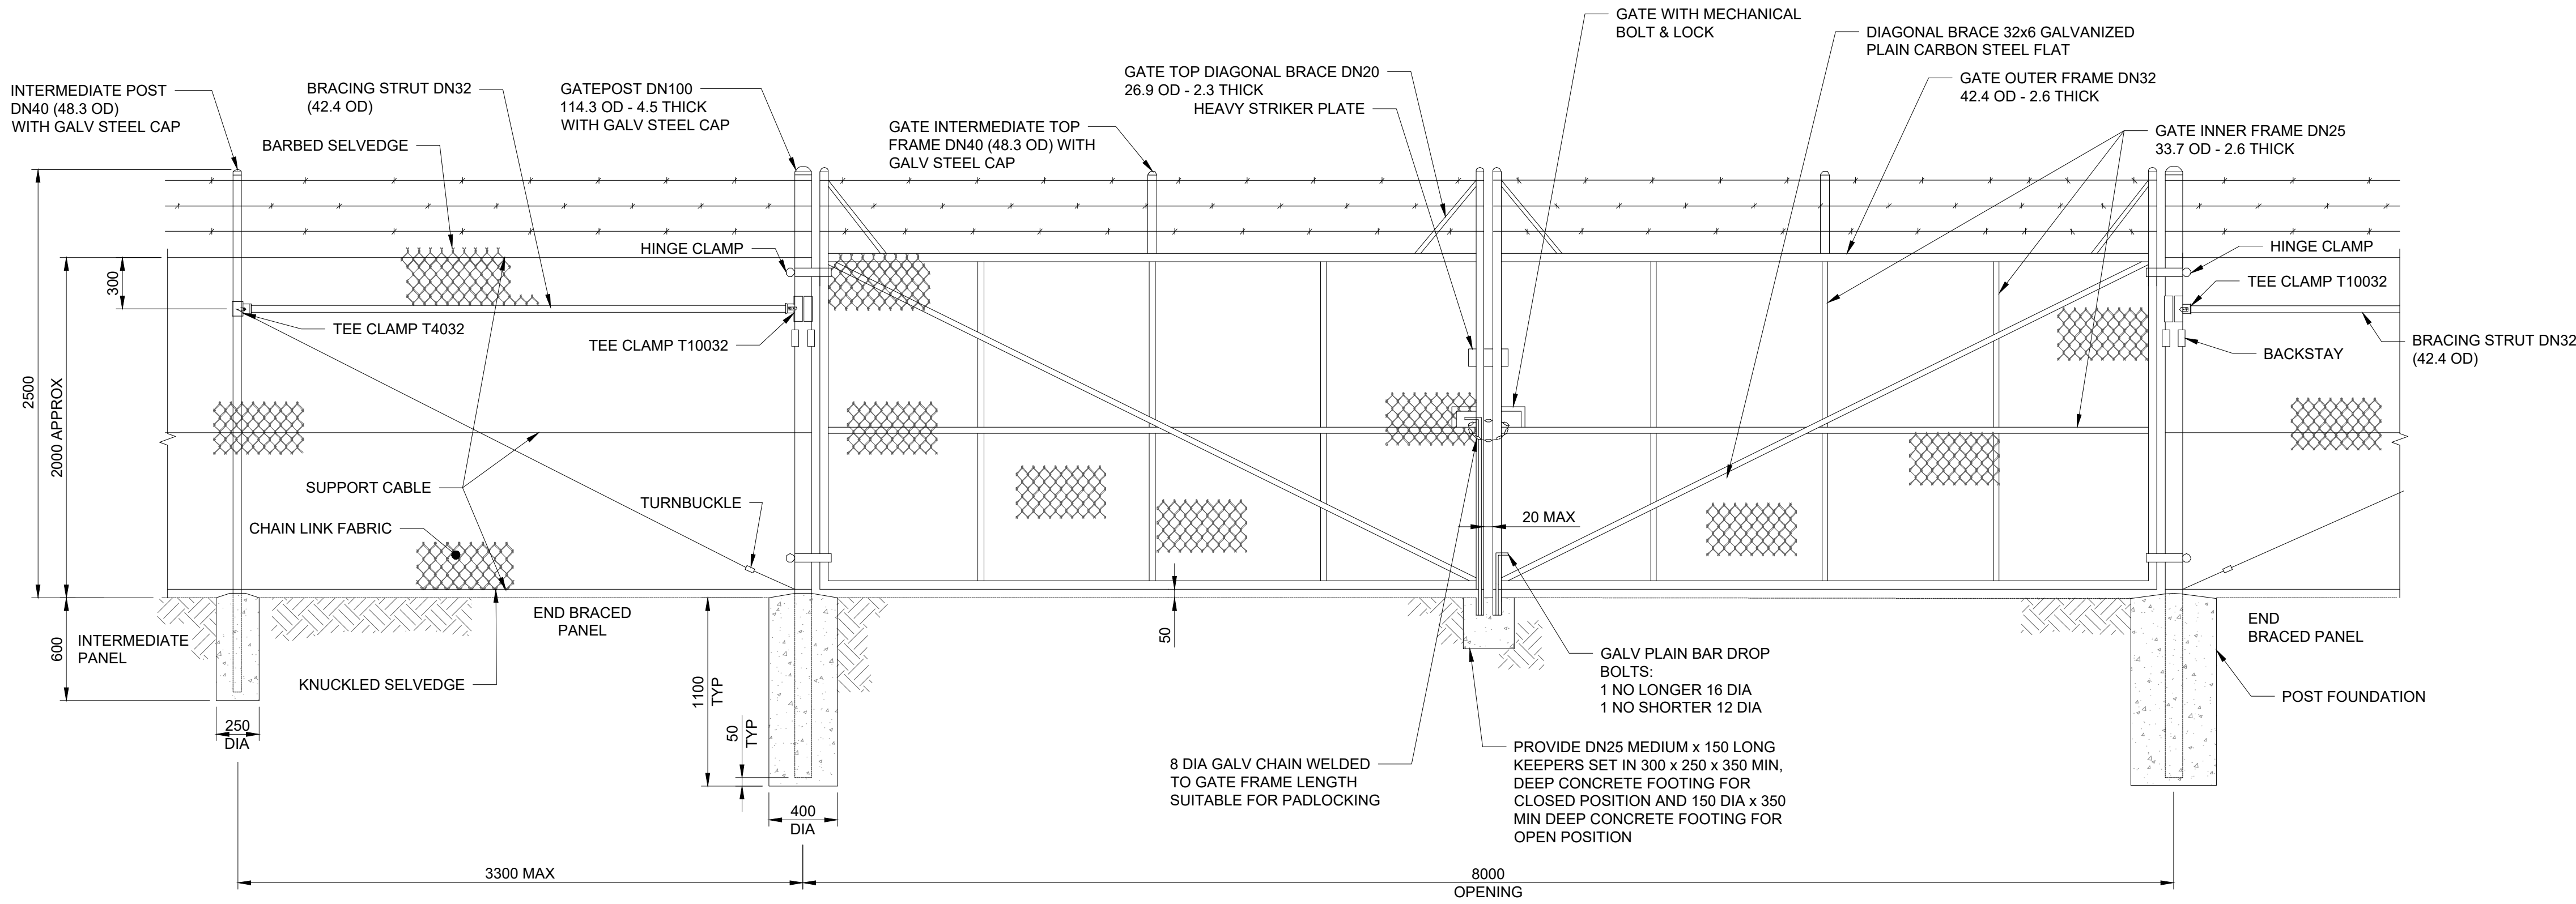 GATE WITH MECHANICAL
BOLT & LOCK
DIAGONAL BRACE 32x6 GALVANIZED
PLAIN CARBON STEEL FLAT
INTERMEDIATE POST
DN40 (48.3 OD)
WITH GALV STEEL CAP
BRACING STRUT DN32
(42.4 OD)
GATEPOST DN100
114.3 OD - 4.5 THICK
WITH GALV STEEL CAP
GATE TOP DIAGONAL BRACE DN20
26.9 OD - 2.3 THICK
HEAVY STRIKER PLATE
GATE OUTER FRAME DN32
42.4 OD - 2.6 THICK
BARBED SELVEDGE
GATE INTERMEDIATE TOP
FRAME DN40 (48.3 OD) WITH
GALV STEEL CAP
GATE INNER FRAME DN25
33.7 OD - 2.6 THICK
HINGE CLAMP
HINGE CLAMP
300
TEE CLAMP T10032
TEE CLAMP T4032
TEE CLAMP T10032
BRACING STRUT DN32
(42.4 OD)
BACKSTAY
2500
2000 APPROX
SUPPORT CABLE
TURNBUCKLE
CHAIN LINK FABRIC
20 MAX
END BRACED
PANEL
INTERMEDIATE
PANEL
600
50
END
BRACED PANEL
KNUCKLED SELVEDGE
GALV PLAIN BAR DROP
BOLTS:
1 NO LONGER 16 DIA
1 NO SHORTER 12 DIA
1100
TYP
50
TYP
POST FOUNDATION
250
DIA
8 DIA GALV CHAIN WELDED
TO GATE FRAME LENGTH
SUITABLE FOR PADLOCKING
PROVIDE DN25 MEDIUM x 150 LONG
KEEPERS SET IN 300 x 250 x 350 MIN,
DEEP CONCRETE FOOTING FOR
CLOSED POSITION AND 150 DIA x 350
MIN DEEP CONCRETE FOOTING FOR
OPEN POSITION
400
DIA
3300 MAX
8000
OPENING